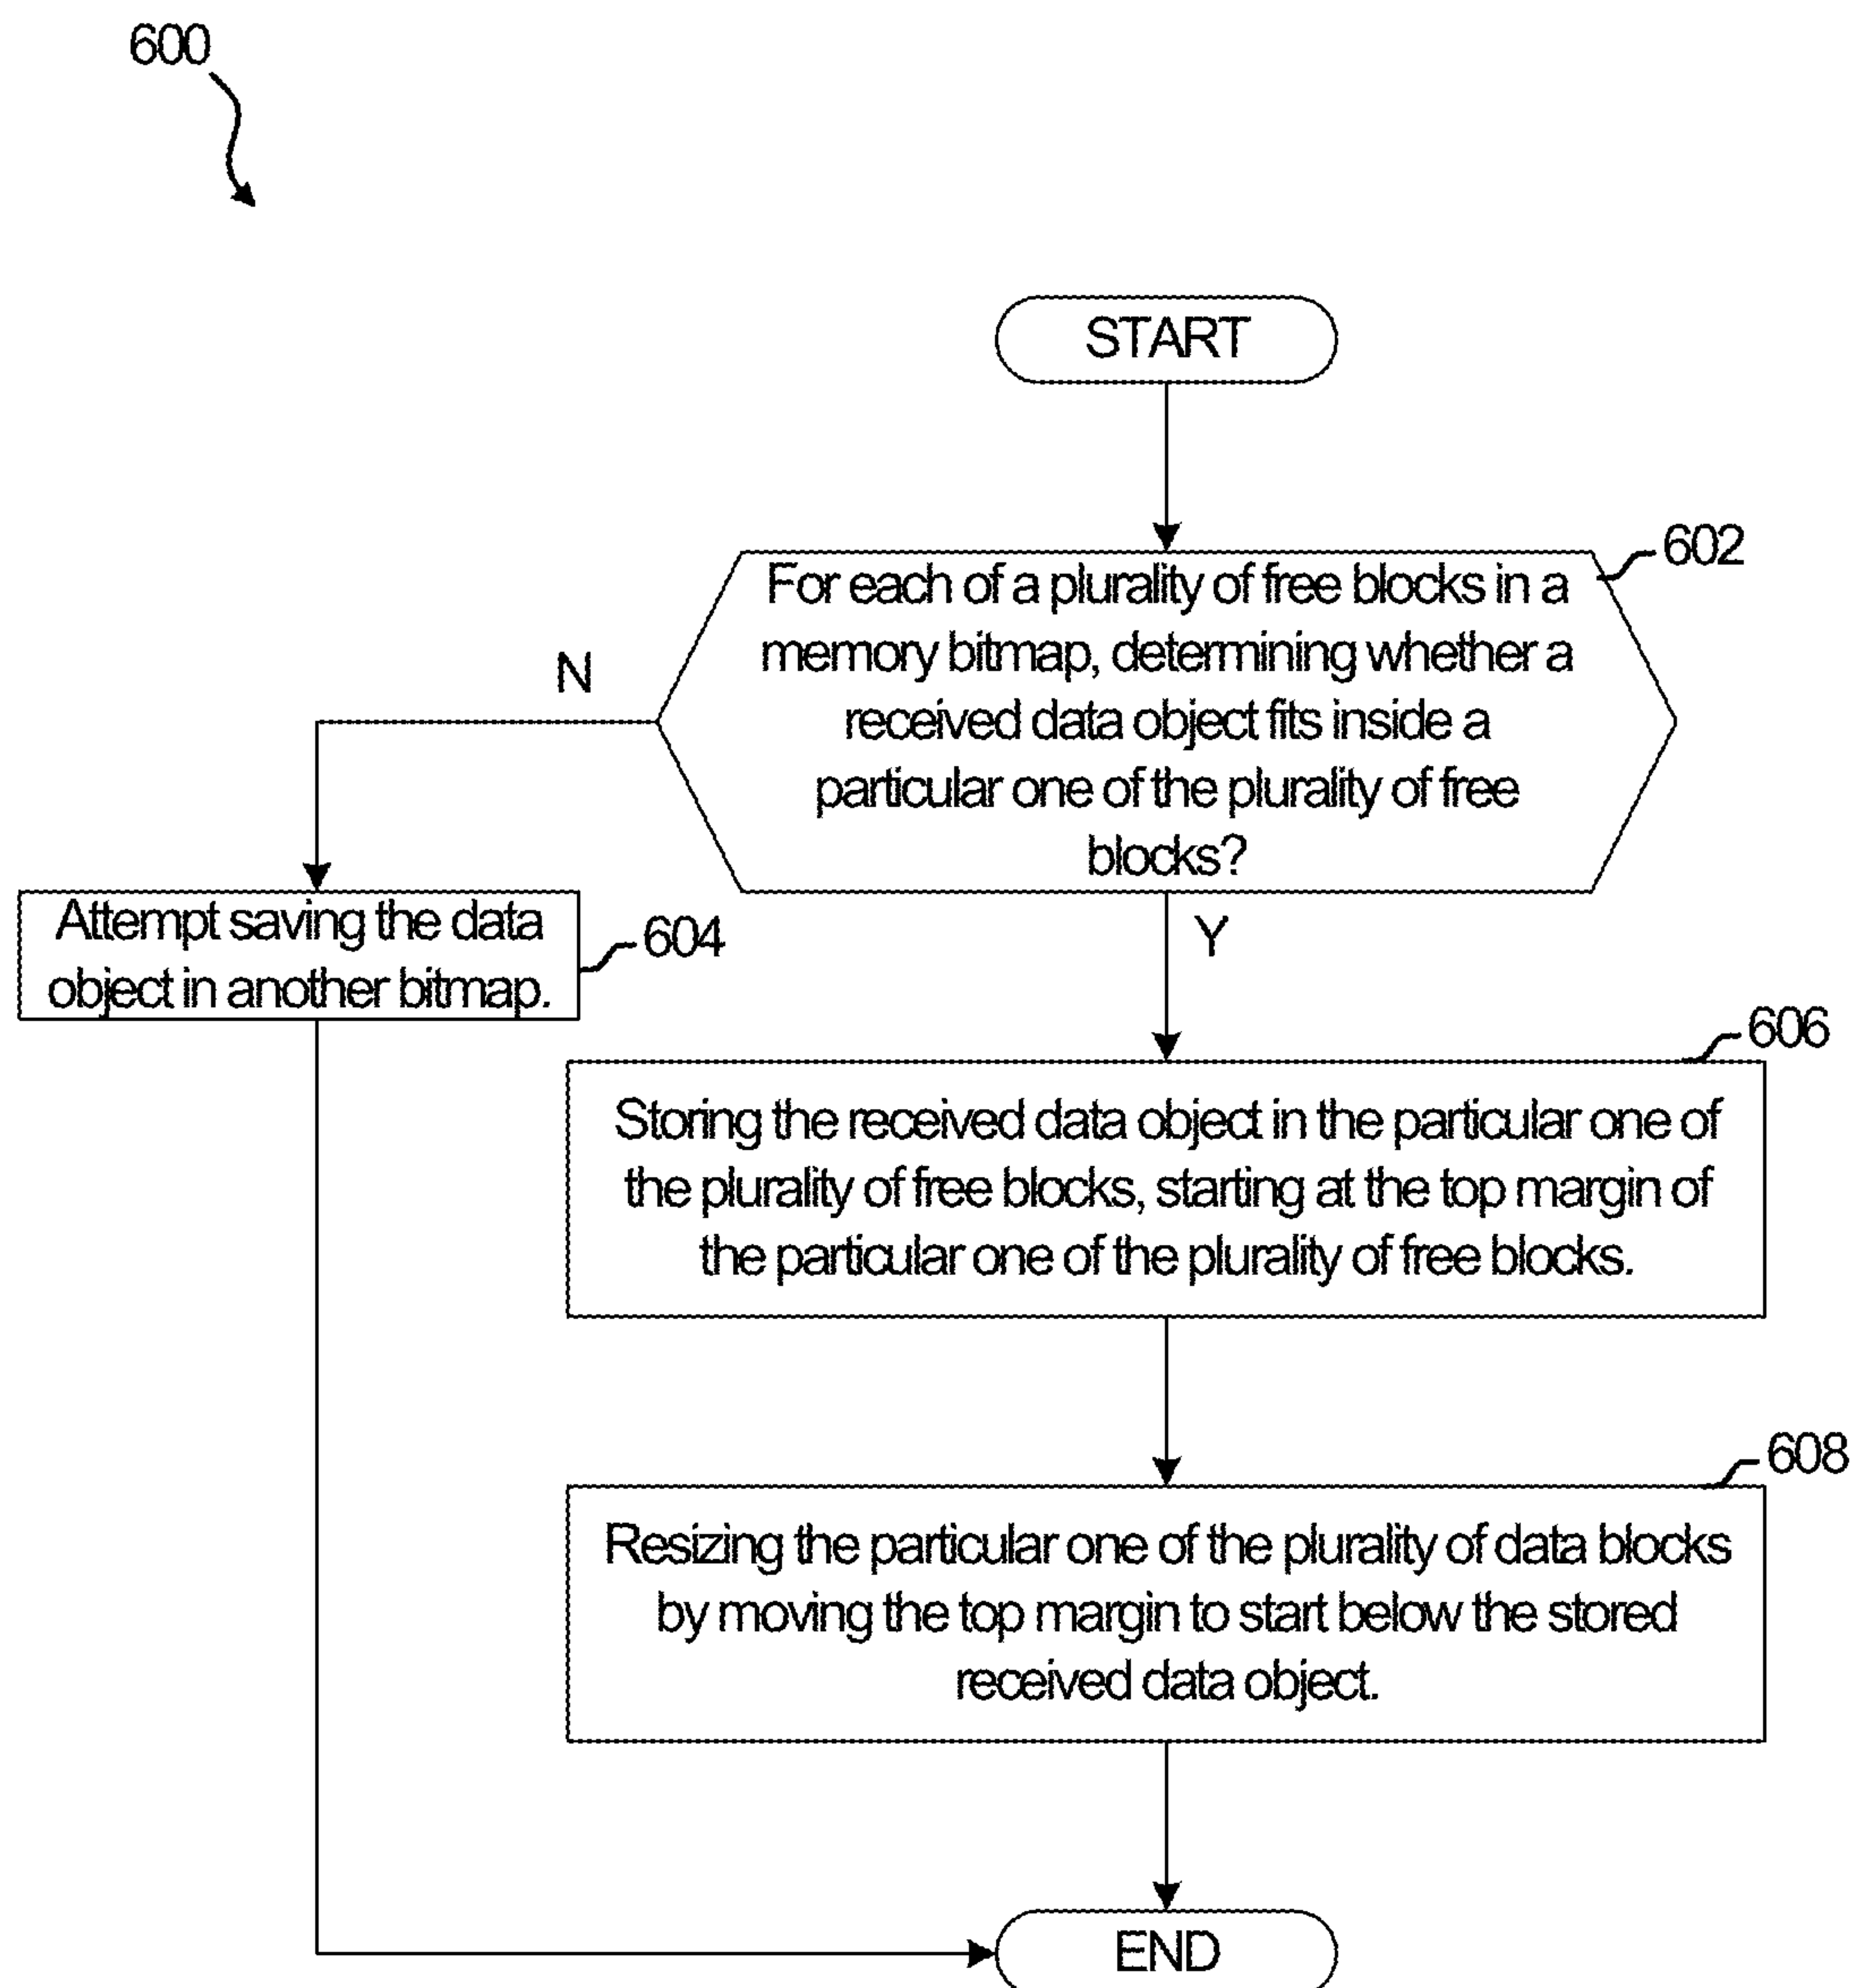 600
START
602
For each of a plurality of free blocks in a
memory bitmap, determining whether a
received data object fits inside a
particular one of the plurality of free
blocks?
N
Y
Attempt saving the data
object in another bitmap.
604
606
Storing the received data object in the particular one of
the plurality of free blocks, starting at the top margin of
the particular one of the plurality of free blocks.
608
Resizing the particular one of the plurality of data blocks
by moving the top margin to start below the stored
received data object.
END